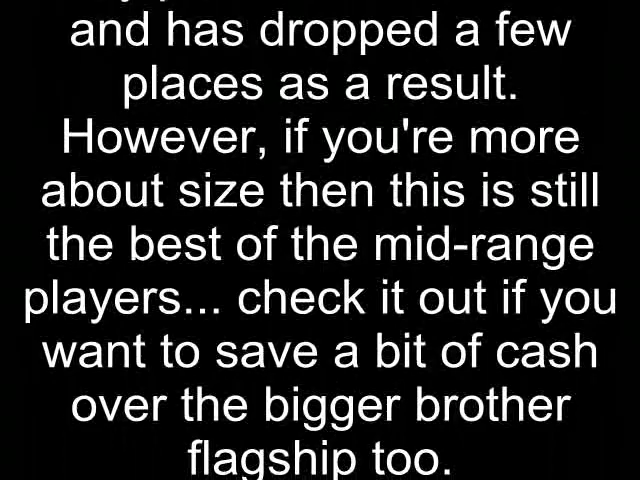 and has dropped a few
places as a result.
However, if you're more
about size then this is still
the best of the mid-range
players... check it out if you
want to save a bit of cash
over the bigger brother
flagship too.